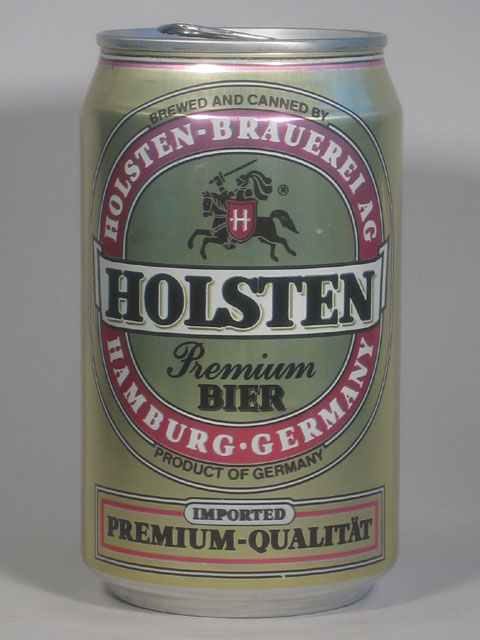 BREWED AND CANNED BY
HOLSTEN-BRAUEREI AG
®
H
HOLSTEN
Premium
BIER
HAMBURG·GERMANY
PRODUCT OF GERMANY
IMPORTED
PREMIUM-QUALITÄT